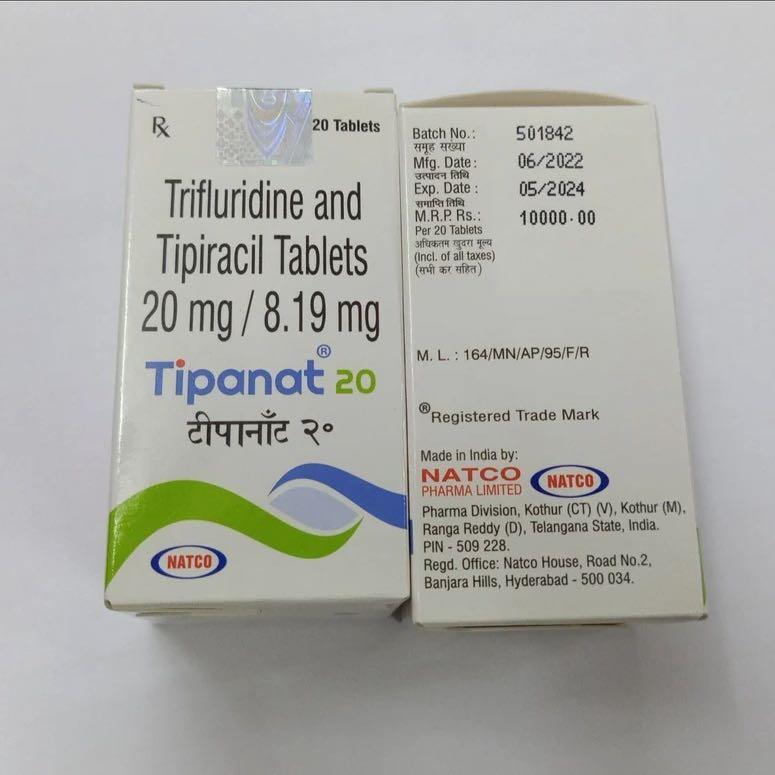 Rx
20 Tablets
Trifluridine and
Tipiracil Tablets
20 mg / 8.19 mg
Tipanat® 20
टीपानाँट २०
NATCO
Batch No.: 501842
समूह संख्या
Mfg. Date: 06/2022
उत्पादन तिथि
Exp. Date : 05/2024
समाप्ति तिथि
M.R.P. Rs.: 10000.00
Per 20 Tablets
अधिकतम खुदरा मूल्य
(Incl. of all taxes)
(सभी कर सहित)
M. L. : 164/MN/AP/95/F/R
®Registered Trade Mark
Made in India by:
NATCO
PHARMA LIMITED
NATCO
Pharma Division, Kothur (CT) (V), Kothur (M),
Ranga Reddy (D), Telangana State, India.
PIN - 509 228.
Regd. Office: Natco House, Road No.2,
Banjara Hills, Hyderabad - 500 034.